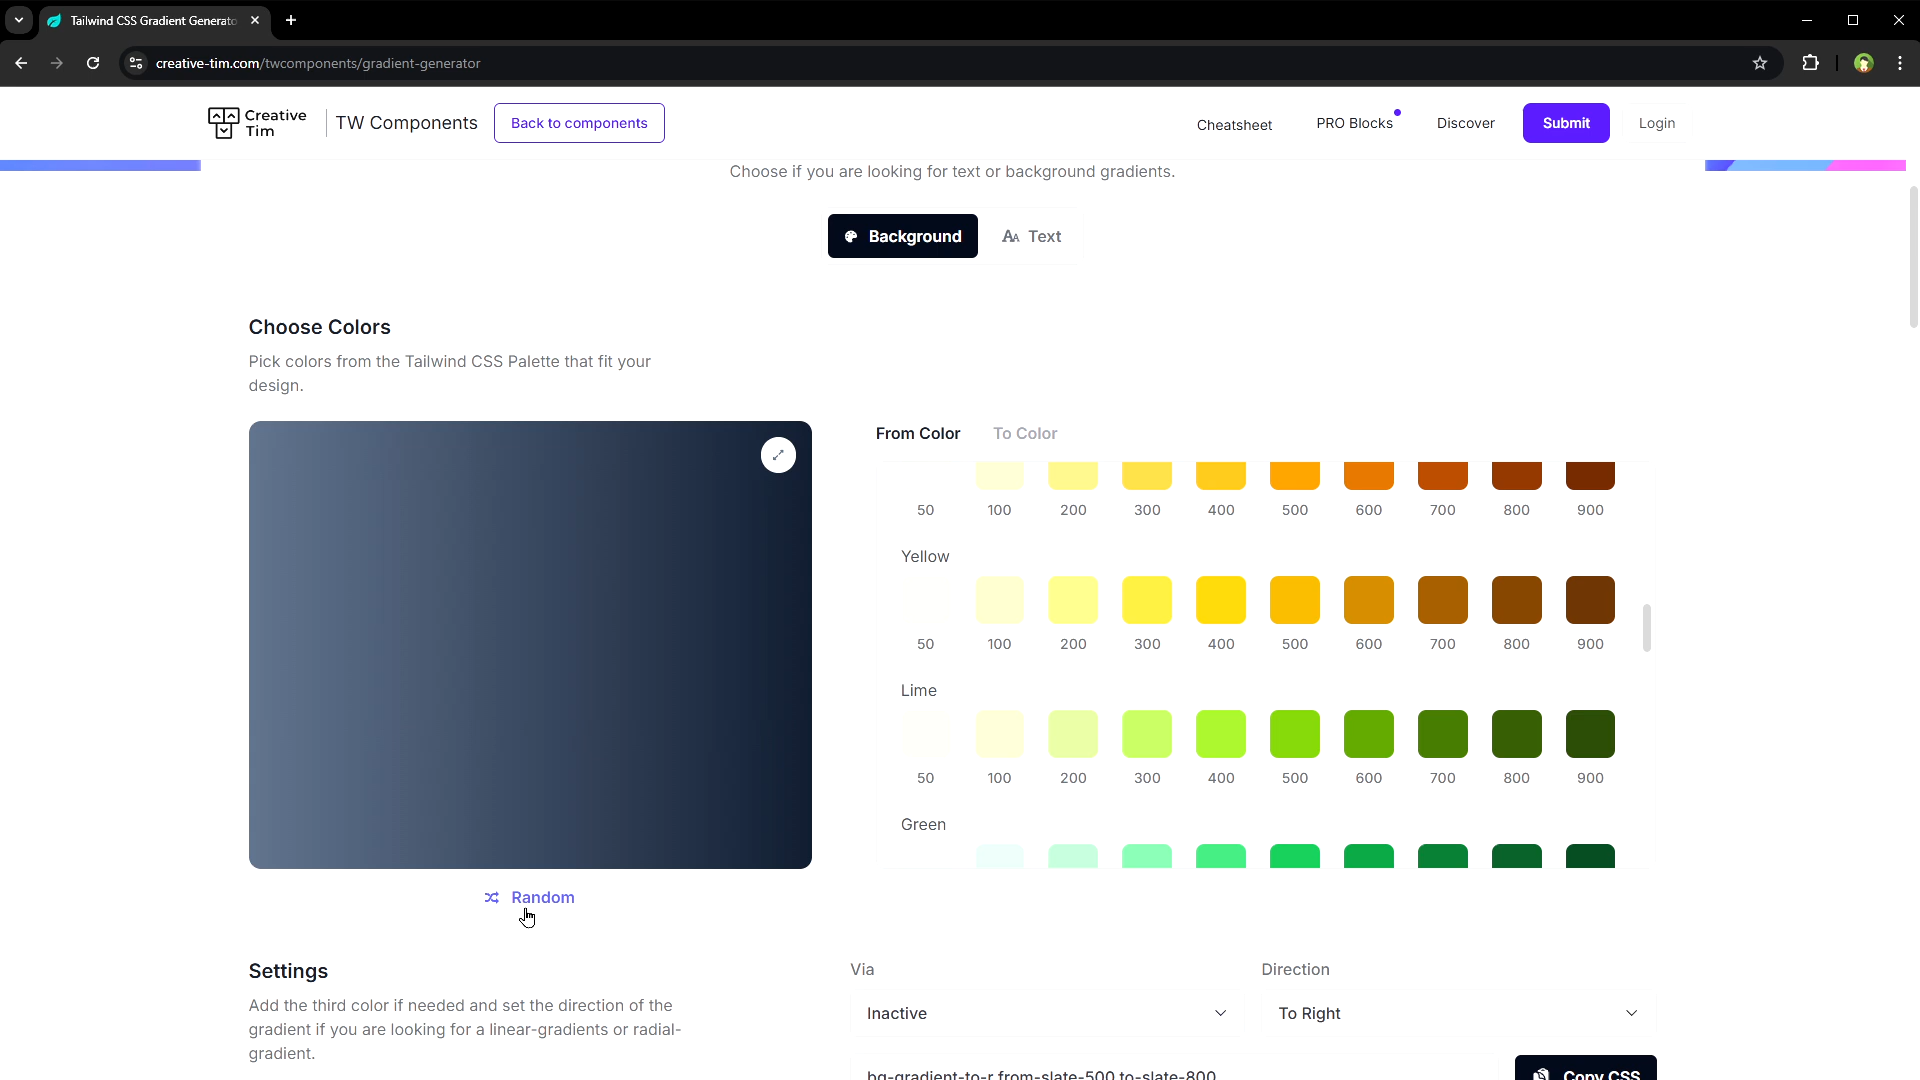 Tailwind CSS Gradient Generato
creative-tim.com/twcomponents/gradient-generator
Creative
Tim
TW Components
Back to components
Cheatsheet
PRO Blocks
Discover
Submit
Login
Choose if you are looking for text or background gradients.
Background
AA Text
Choose Colors
Pick colors from the Tailwind CSS Palette that fit your
design.
From Color
To Color
50 100 200 300 400 500 600 700 800 900
Yellow
50 100 200 300 400 500 600 700 800 900
Lime
50 100 200 300 400 500 600 700 800 900
Green
Random
Settings
Add the third color if needed and set the direction of the
gradient if you are looking for a linear-gradients or radial-
gradient.
Via
Direction
Inactive
To Right
bg-gradient-to-r from-slate-500 to-slate-800
Copy CSS